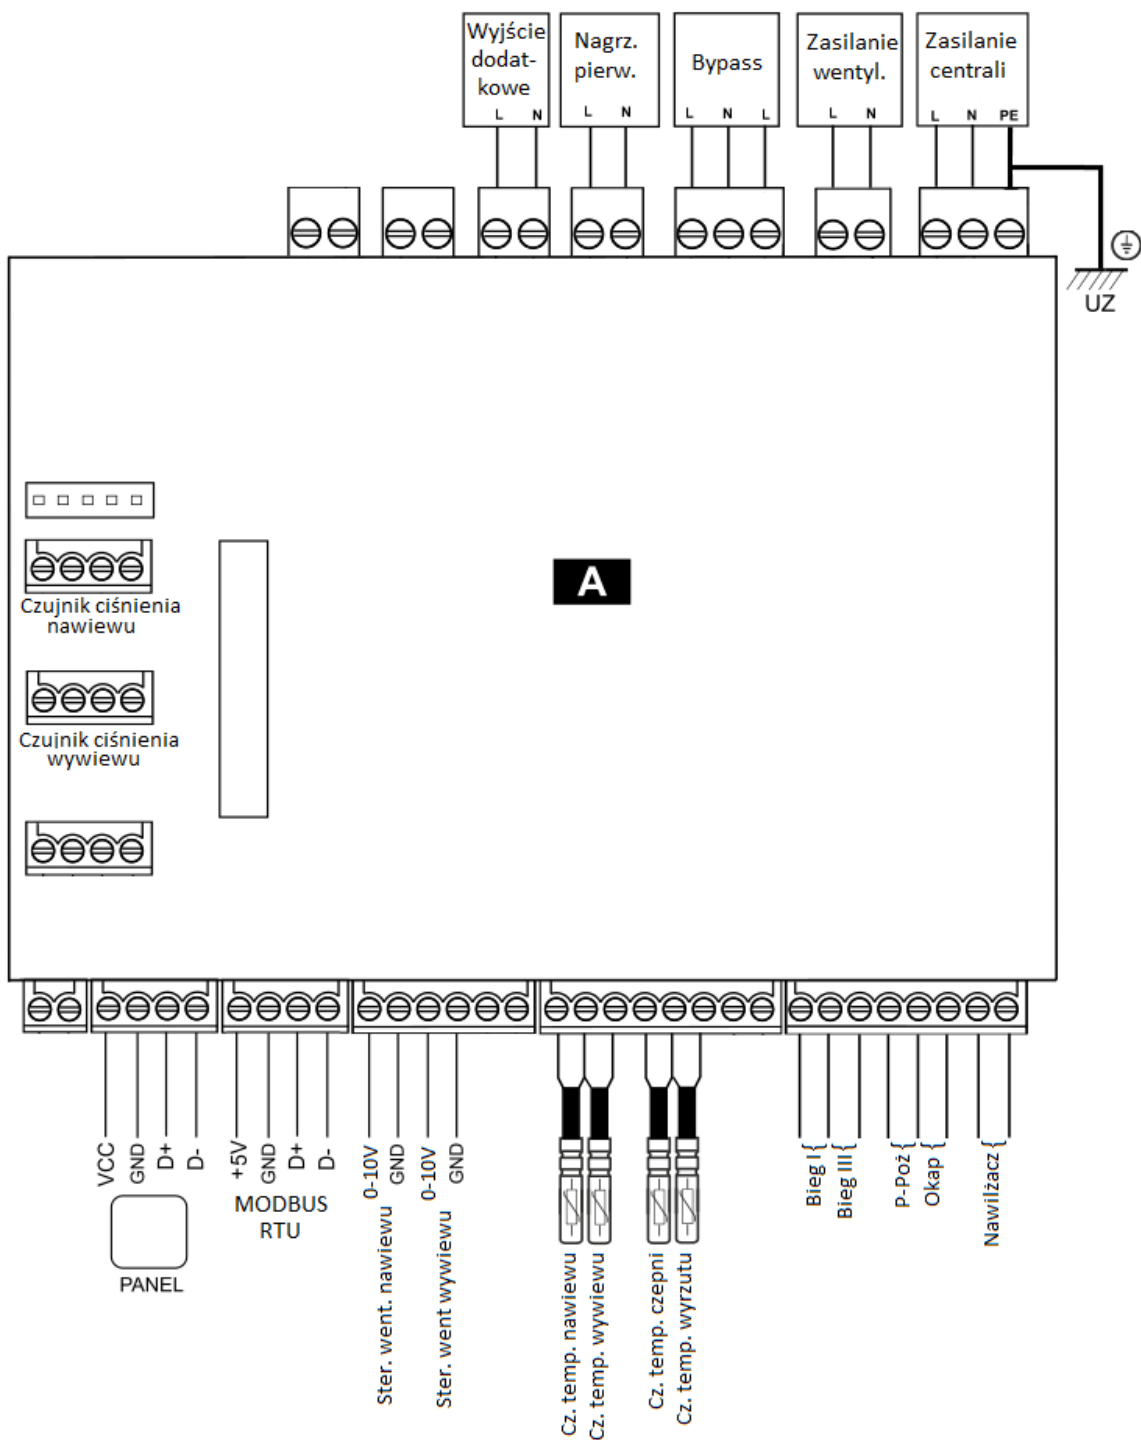 Wyjście
dodat-
kowe
L N
Nagrz.
pierw.
L N
Bypass
L N L
Zasilanie
wentyl.
L N
Zasilanie
centrali
L N PE
UZ
A
Czujnik ciśnienia
nawiewu
Czujnik ciśnienia
wywiewu
VCC
GND
D+
D-
PANEL
+5V
GND
D+
D-
MODBUS
RTU
0-10V
GND
0-10V
GND
Ster. went. nawiewu
Ster. went wywiewu
Cz. temp. nawiewu
Cz. temp. wywiewu
Cz. temp. czepni
Cz. temp. wyrzutu
Bieg I {
Bieg III {
P-Poż {
Okap {
Nawilżacz {